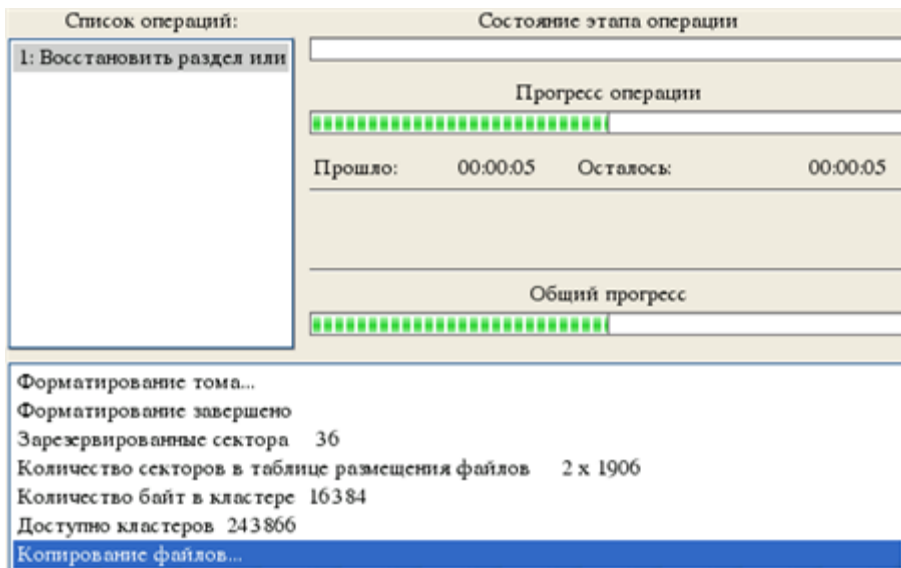 Список операций:
1: Восстановить раздел или
Состояние этапа операции
Прогресс операции
Прошло: 00:00:05 Осталось: 00:00:05
Общий прогресс
Форматирование тома...
Форматирование завершено
Зарезервированные сектора 36
Количество секторов в таблице размещения файлов 2 x 1906
Количество байт в кластере 16384
Доступно кластеров 243866
Копирование файлов...